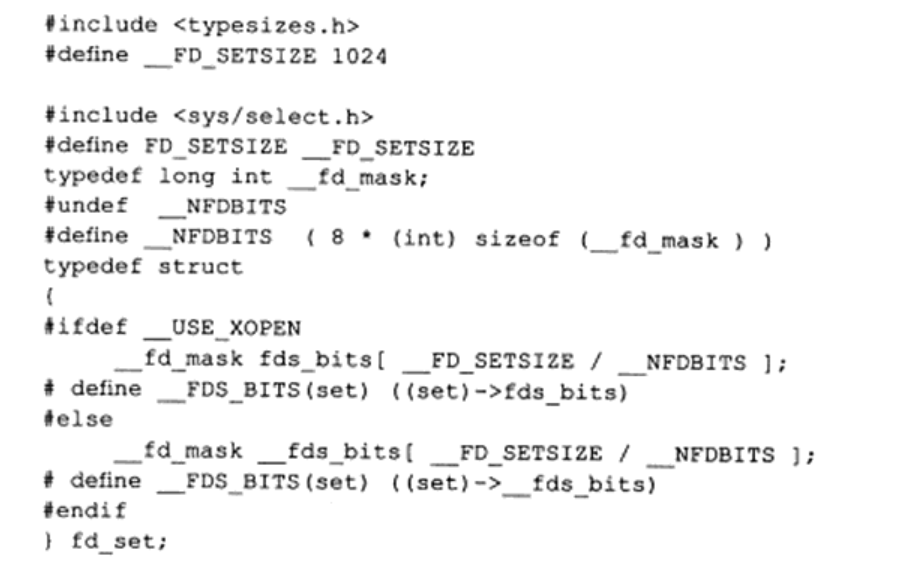 #include <typesizes.h>
#define __FD_SETSIZE 1024
#include <sys/select.h>
#define FD_SETSIZE __FD_SETSIZE
typedef long int __fd_mask;
#undef __NFDBITS
#define __NFDBITS ( 8 * (int) sizeof (__fd_mask ) )
typedef struct
{
#ifdef __USE_XOPEN
__fd_mask fds_bits[ __FD_SETSIZE / __NFDBITS ];
# define __FDS_BITS(set) ((set)->fds_bits)
#else
__fd_mask __fds_bits[ __FD_SETSIZE / __NFDBITS ];
# define __FDS_BITS(set) ((set)->__fds_bits)
#endif
} fd_set;